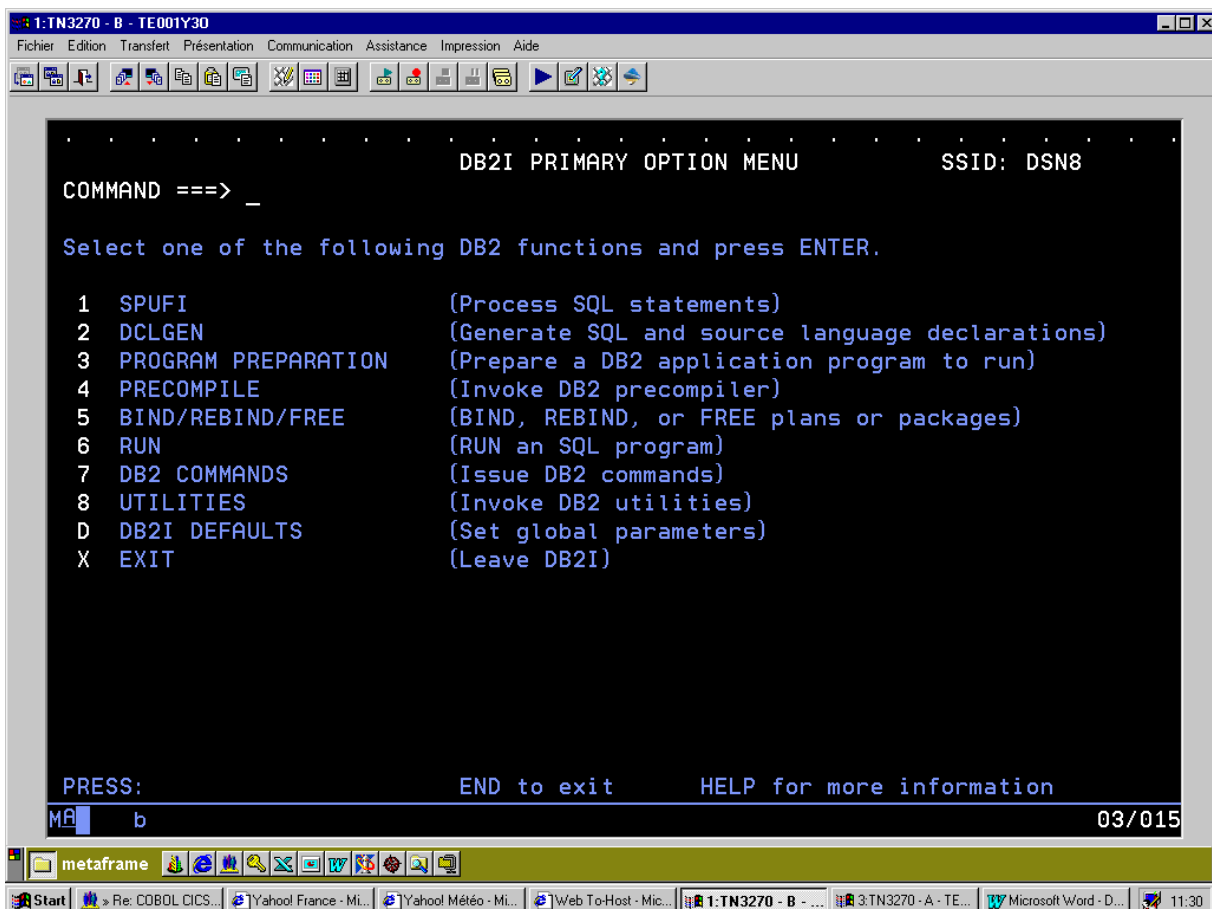 1:TN3270 - B - TE001Y30
Fichier Edition Transfert Présentation Communication Assistance Impression Aide
DB2I PRIMARY OPTION MENU SSID: DSN8
COMMAND ===> _
Select one of the following DB2 functions and press ENTER.
1 SPUFI (Process SQL statements)
2 DCLGEN (Generate SQL and source language declarations)
3 PROGRAM PREPARATION (Prepare a DB2 application program to run)
4 PRECOMPILE (Invoke DB2 precompiler)
5 BIND/REBIND/FREE (BIND, REBIND, or FREE plans or packages)
6 RUN (RUN an SQL program)
7 DB2 COMMANDS (Issue DB2 commands)
8 UTILITIES (Invoke DB2 utilities)
D DB2I DEFAULTS (Set global parameters)
X EXIT (Leave DB2I)
PRESS: END to exit HELP for more information
MA b 03/015
metaframe
Start » Re: COBOL CICS... Yahoo! France - Mi... Yahoo! Météo - Mi... Web To-Host - Mic... 1:TN3270 - B - ... 3:TN3270 - A - TE... Microsoft Word - D... 11:30